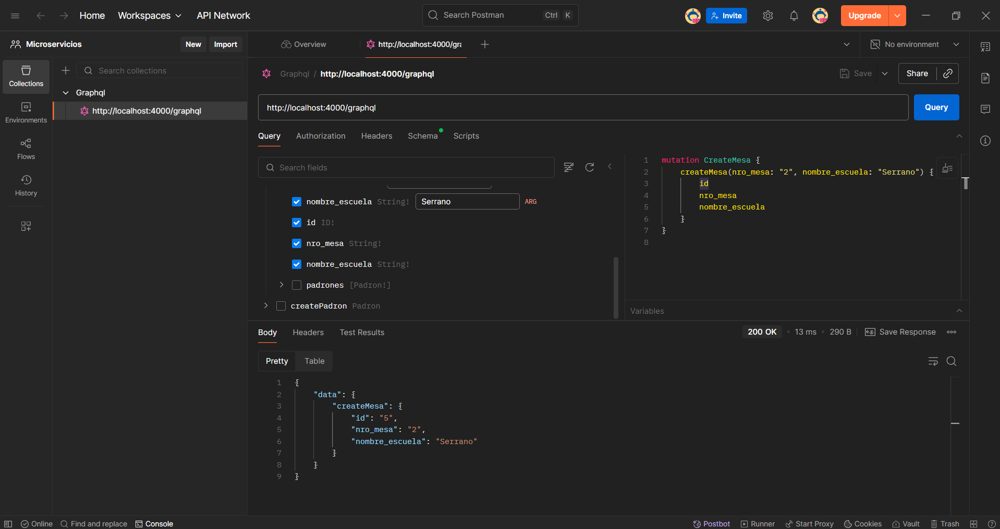 Home
Workspaces
API Network
Search Postman
Ctrl K
Invite
Upgrade
Microservicios
New
Import
Overview
http://localhost:4000/gra
No environment
Collections
Search collections
Graphql
http://localhost:4000/graphql
Environments
Flows
History
Graphql / http://localhost:4000/graphql
Save
Share
http://localhost:4000/graphql
Query
Query
Authorization
Headers
Schema
Scripts
Search fields
nombre_escuela String! Serrano ARG
id ID!
nro_mesa String!
nombre_escuela String!
padrones [Padron!]
createPadron Padron
1 mutation CreateMesa {
2 createMesa(nro_mesa: "2", nombre_escuela: "Serrano") {
3 id
4 nro_mesa
5 nombre_escuela
6 }
7 }
8
Variables
Body
Headers
Test Results
200 OK • 13 ms • 290 B
e.g. Save Response
Pretty
Table
1 {
2 "data": {
3 "createMesa": {
4 "id": "5",
5 "nro_mesa": "2",
6 "nombre_escuela": "Serrano"
7 }
8 }
9 }
Online
Find and replace
Console
Postbot
Runner
Start Proxy
Cookies
Vault
Trash